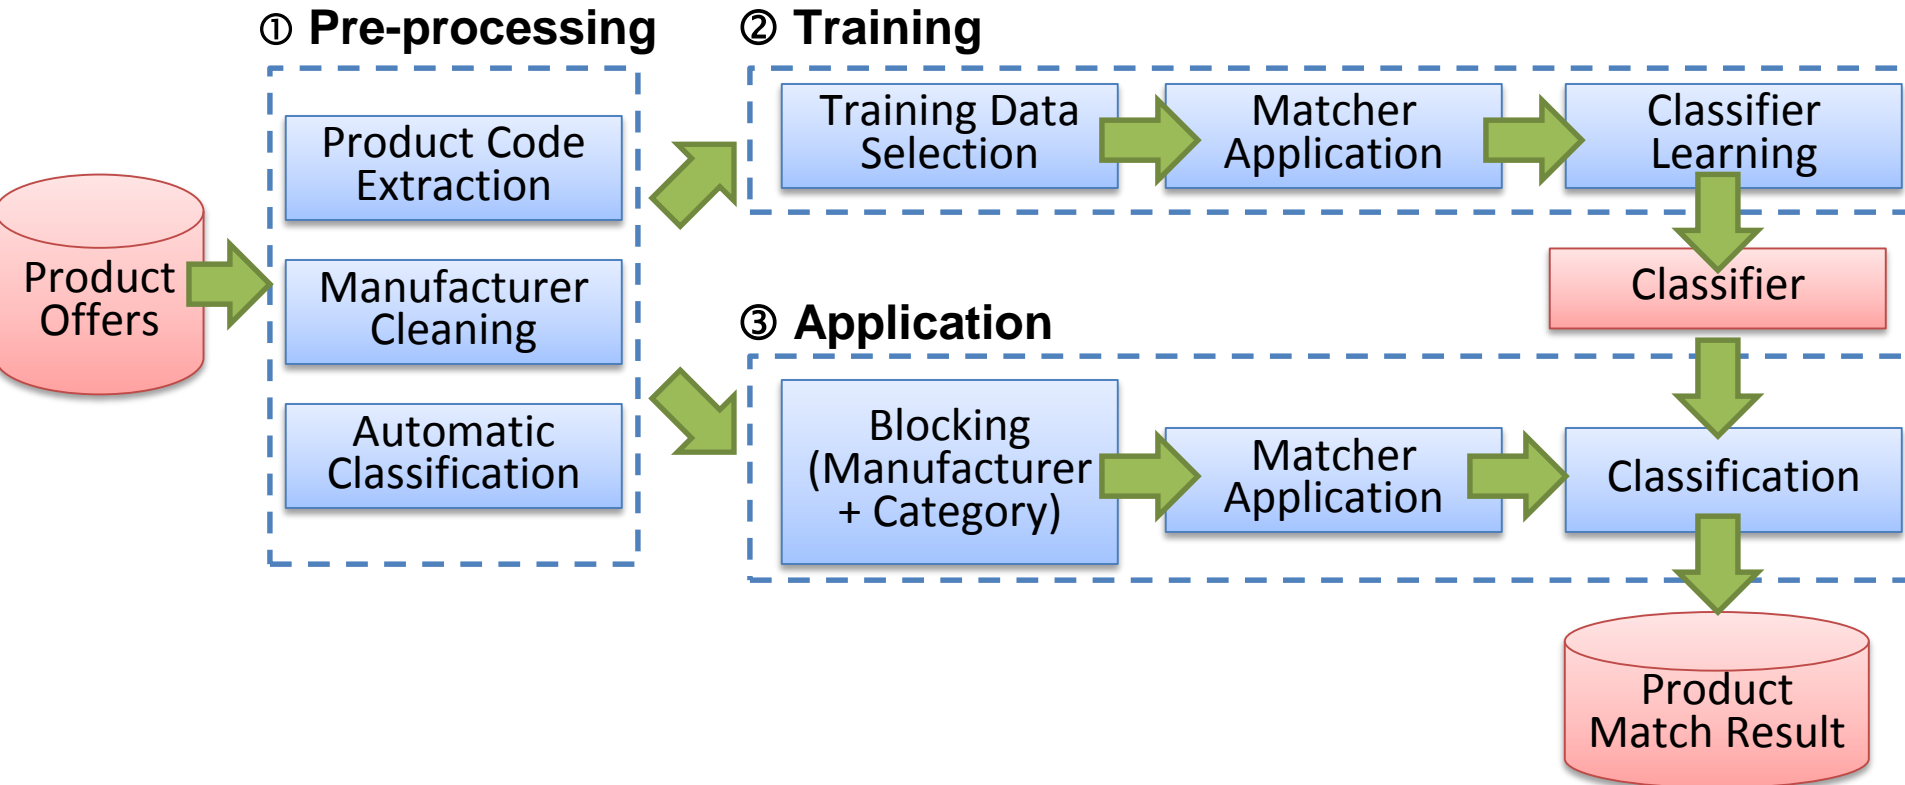 ① Pre-processing
② Training
Product Code
Extraction
Manufacturer
Cleaning
Automatic
Classification
Product
Offers
Training Data
Selection
Matcher
Application
Classifier
Learning
Classifier
③ Application
Blocking
(Manufacturer
+ Category)
Matcher
Application
Classification
Product
Match Result